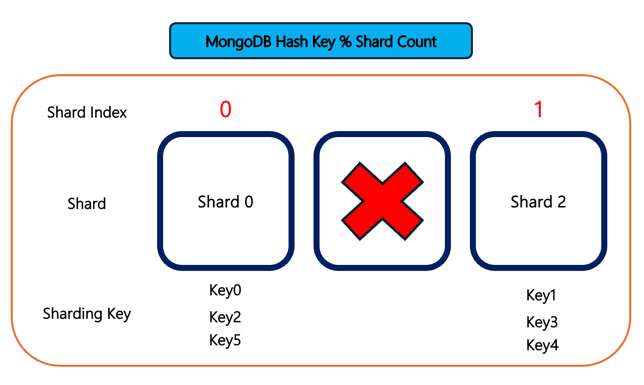 MongoDB Hash Key % Shard Count
Shard Index 0 1
Shard Shard 0 Shard 2
Key0 Key1
Sharding Key Key2 Key3
Key5 Key4